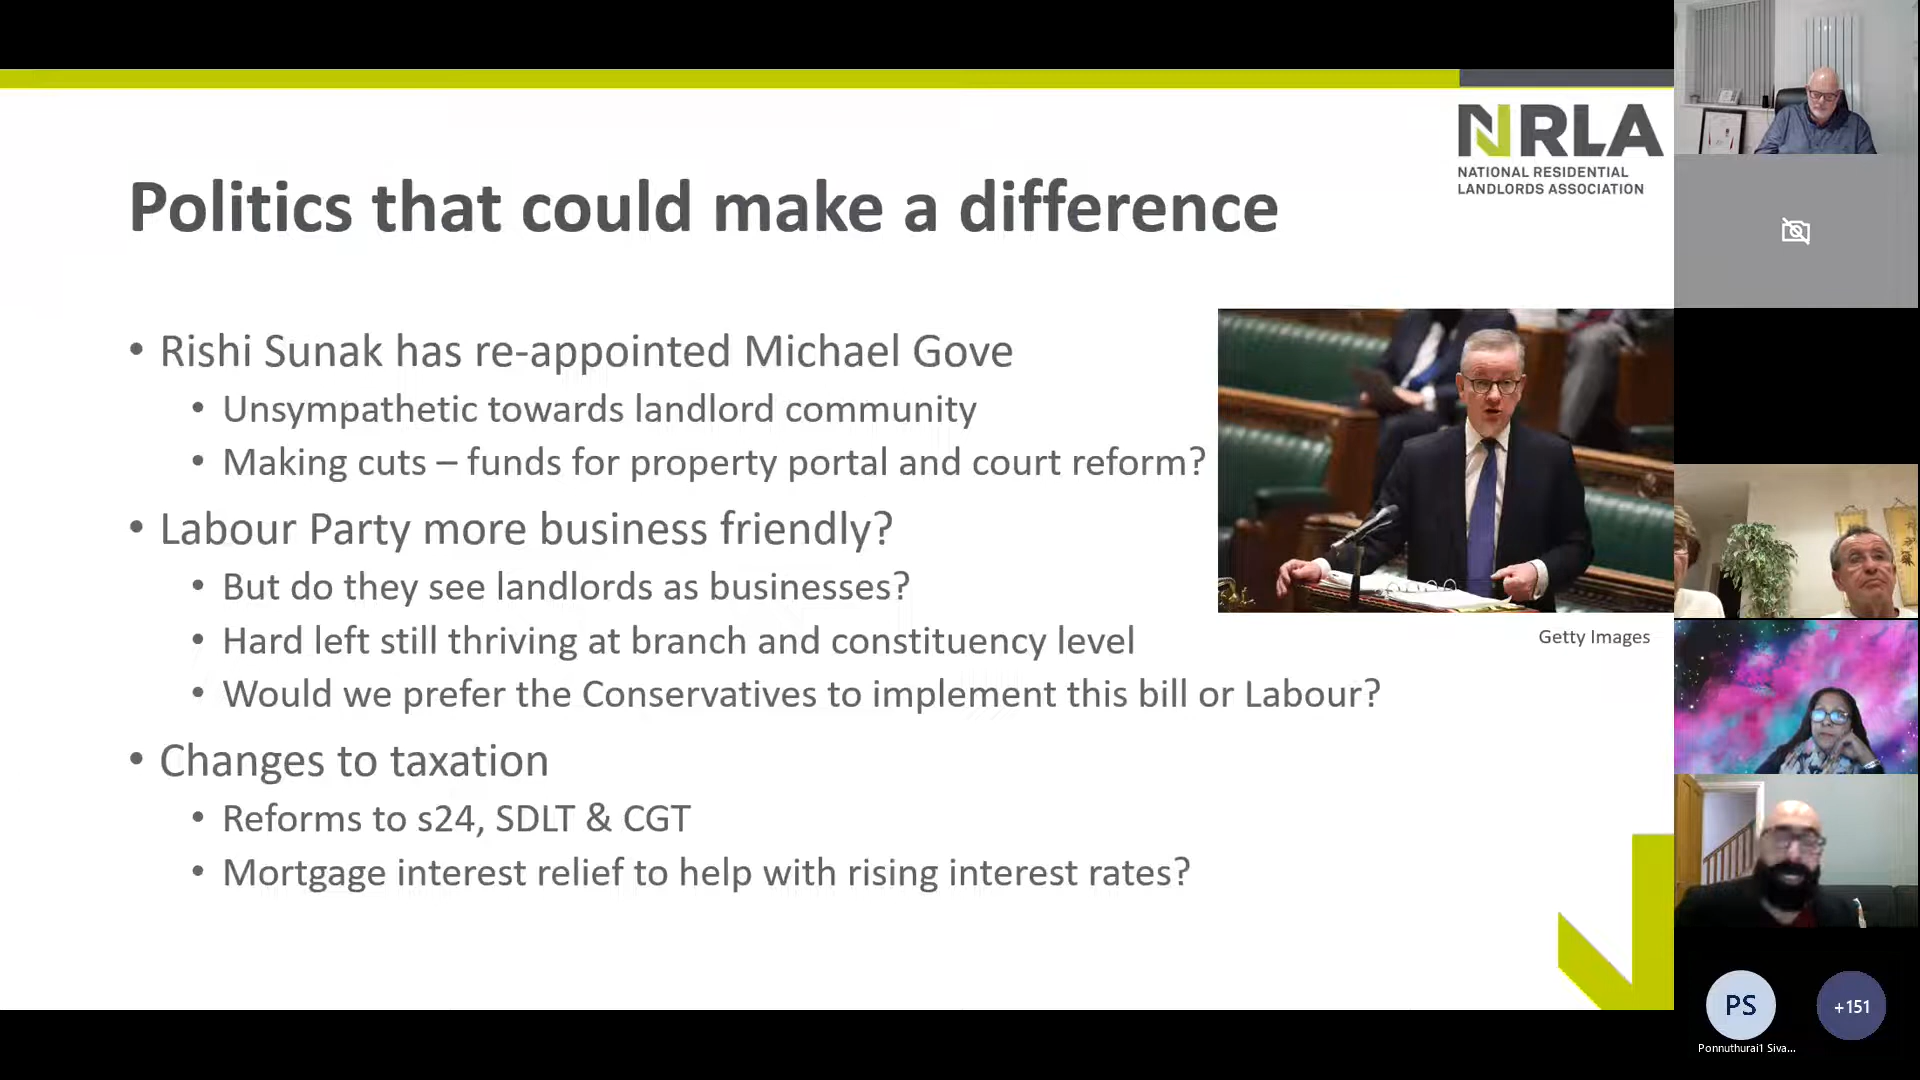 NRLA
NATIONAL RESIDENTIAL
LANDLORDS ASSOCIATION
Politics that could make a difference
• Rishi Sunak has re-appointed Michael Gove
• Unsympathetic towards landlord community
• Making cuts – funds for property portal and court reform?
• Labour Party more business friendly?
• But do they see landlords as businesses?
• Hard left still thriving at branch and constituency level
• Would we prefer the Conservatives to implement this bill or Labour?
• Changes to taxation
• Reforms to s24, SDLT & CGT
• Mortgage interest relief to help with rising interest rates?
Getty Images
PS
+151
Ponnuthurai1 Siva...